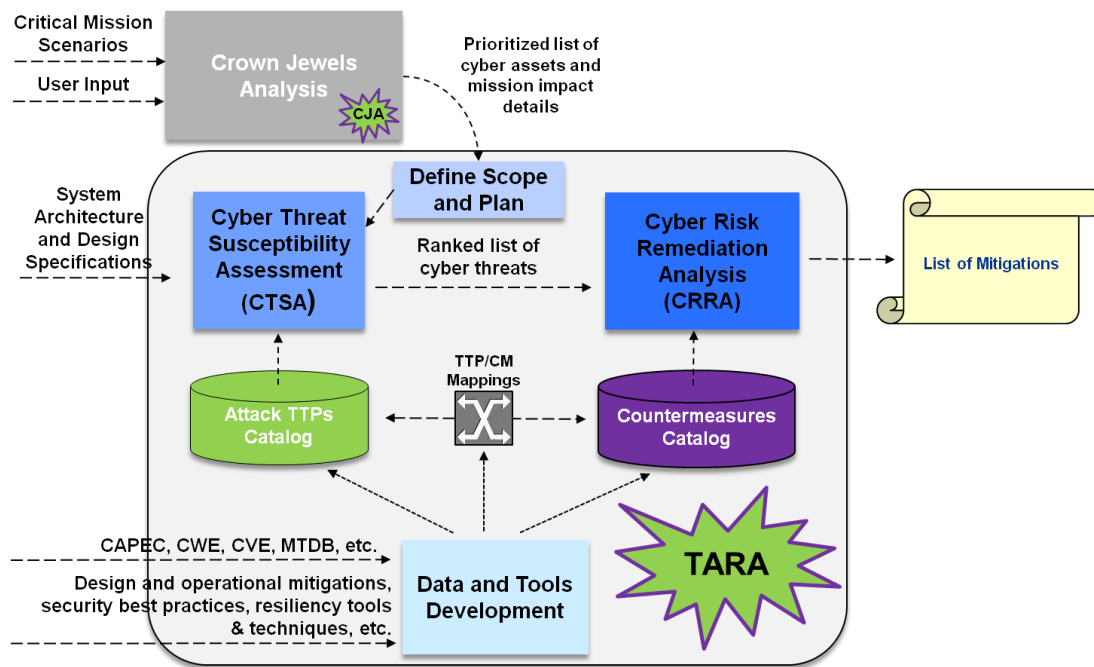 Critical Mission
Scenarios
User Input
Crown Jewels
Analysis
CJA
Prioritized list of
cyber assets and
mission impact
details
Define Scope
and Plan
System
Architecture
and Design
Specifications
Cyber Threat
Susceptibility
Assessment
(CTSA)
Ranked list of
cyber threats
Cyber Risk
Remediation
Analysis
(CRRA)
List of Mitigations
TTP/CM
Mappings
Attack TTPs
Catalog
Countermeasures
Catalog
CAPEC, CWE, CVE, MTDB, etc.
Design and operational mitigations,
security best practices, resiliency tools
& techniques, etc.
Data and Tools
Development
TARA